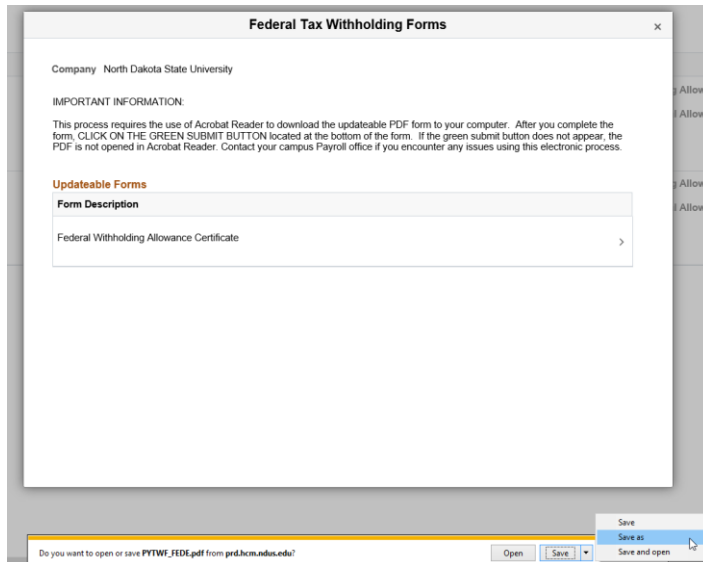 Federal Tax Withholding Forms
×
Company North Dakota State University
IMPORTANT INFORMATION:
This process requires the use of Acrobat Reader to download the updateable PDF form to your computer. After you complete the
form, CLICK ON THE GREEN SUBMIT BUTTON located at the bottom of the form. If the green submit button does not appear, the
PDF is not opened in Acrobat Reader. Contact your campus Payroll office if you encounter any issues using this electronic process.
Updateable Forms
Form Description
Federal Withholding Allowance Certificate
g Allow
l Allow
g Allow
l Allow
Do you want to open or save PYTWF_FEDE.pdf from prd.hcm.ndus.edu?
Open
Save
Save
Save as
Save and open